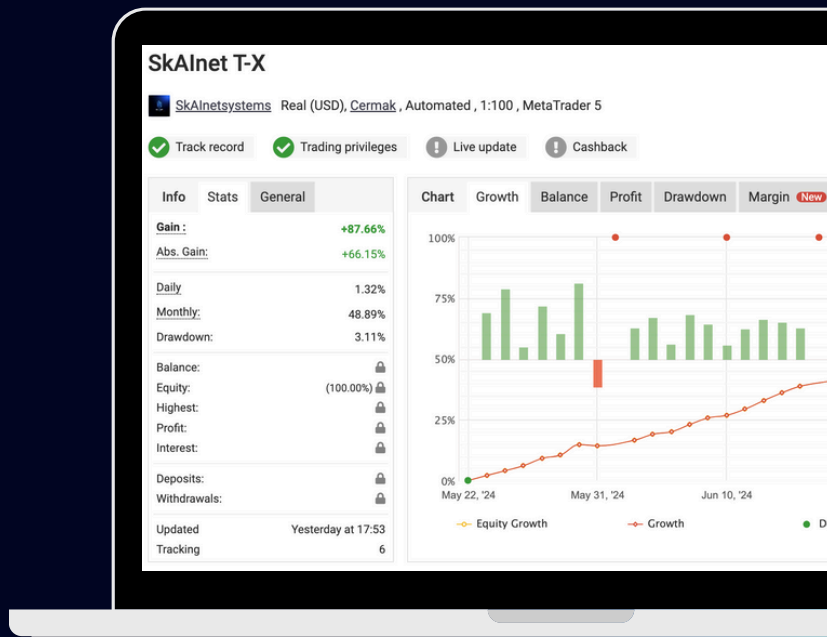 SkAInet T-X
SkAInetsystems Real (USD), Cermak , Automated , 1:100 , MetaTrader 5
Track record Trading privileges Live update Cashback
Info Stats General
Gain : +87.66%
Abs. Gain: +66.15%
Daily 1.32%
Monthly: 48.89%
Drawdown: 3.11%
Balance:
Equity: (100.00%)
Highest:
Profit:
Interest:
Deposits:
Withdrawals:
Updated Yesterday at 17:53
Tracking 6
Chart Growth Balance Profit Drawdown Margin New
100%
75%
50%
25%
0%
May 22, '24 May 31, '24 Jun 10, '24
Equity Growth Growth D